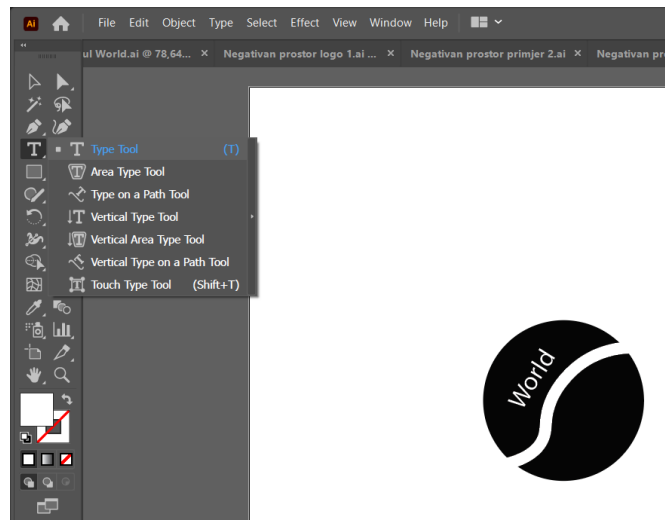 Ai File Edit Object Type Select Effect View Window Help
ul World.ai @ 78,64... × Negativan prostor logo 1.ai ... × Negativan prostor primjer 2.ai × Negativan pr
T Type Tool (T)
Area Type Tool
Type on a Path Tool
Vertical Type Tool
Vertical Area Type Tool
Vertical Type on a Path Tool
Touch Type Tool (Shift+T)
World